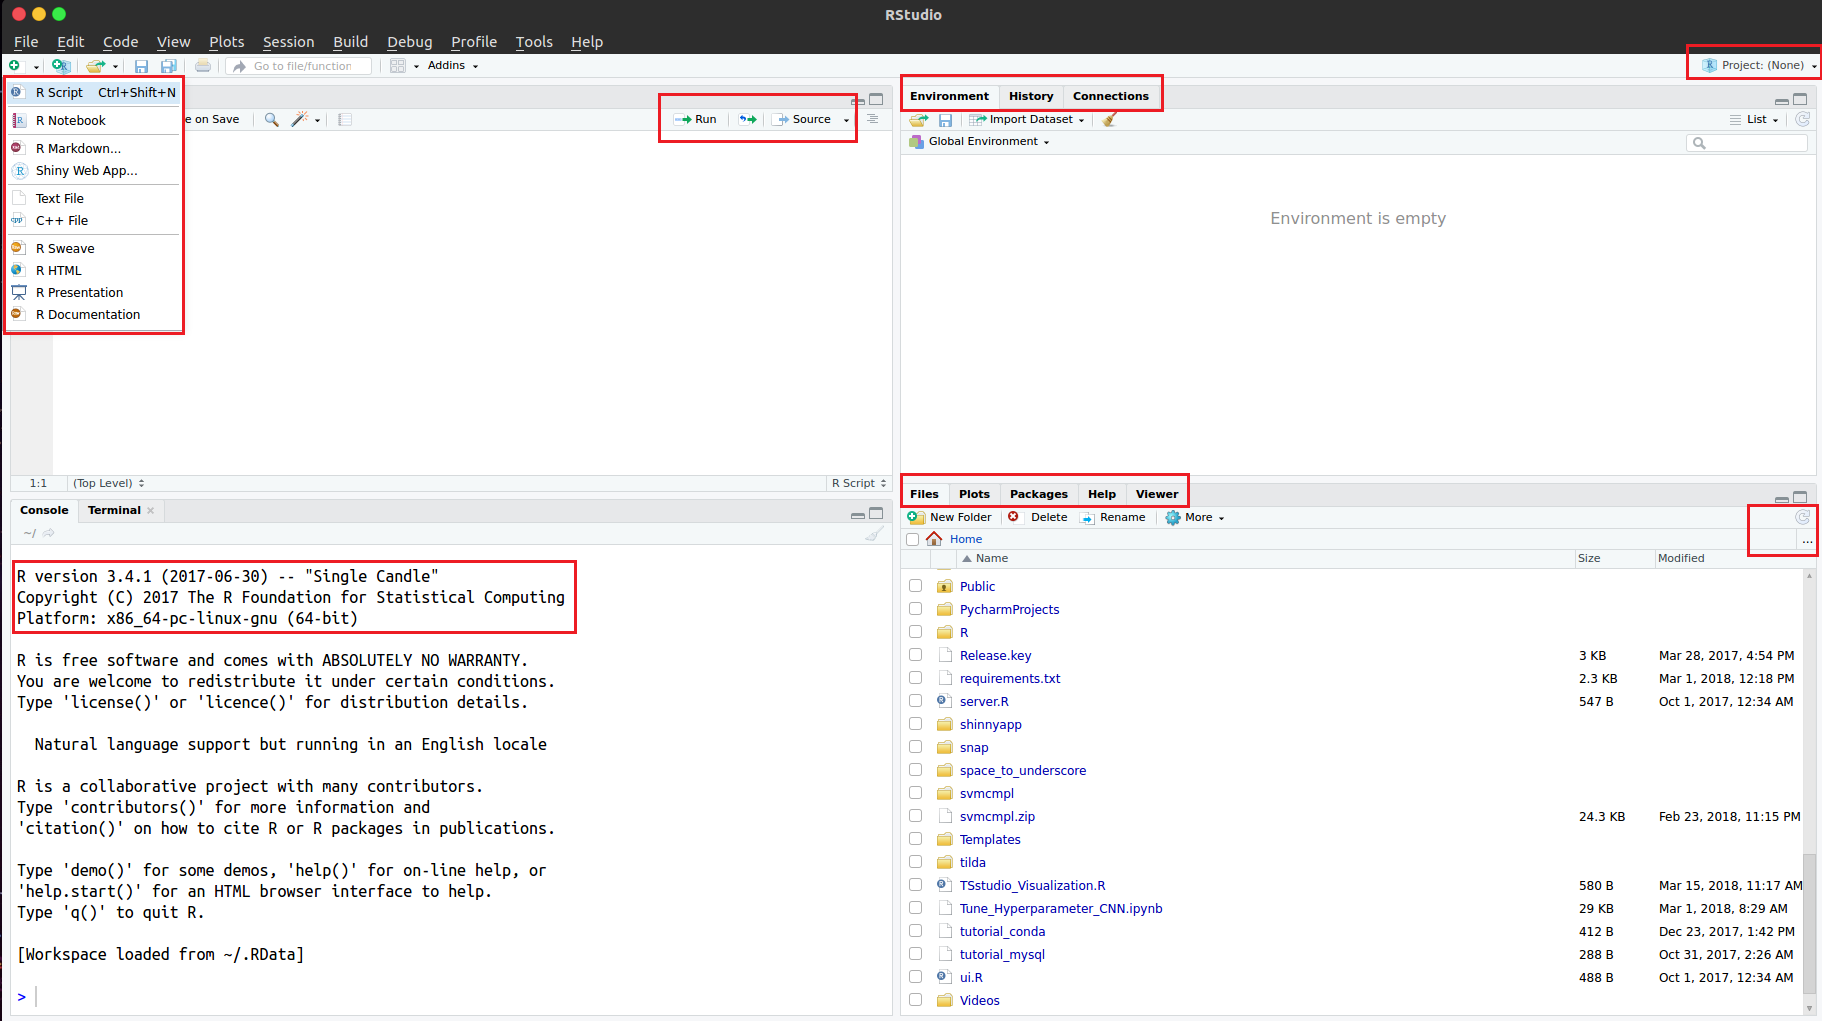 RStudio
File Edit Code View Plots Session Build Debug Profile Tools Help
Go to file/function Addins
Project: (None)
R Script Ctrl+Shift+N
R Notebook
R Markdown...
Shiny Web App...
Text File
C++ File
R Sweave
R HTML
R Presentation
R Documentation
e on Save Run Source
1:1 (Top Level) R Script
Console Terminal
~/
R version 3.4.1 (2017-06-30) -- "Single Candle"
Copyright (C) 2017 The R Foundation for Statistical Computing
Platform: x86_64-pc-linux-gnu (64-bit)
R is free software and comes with ABSOLUTELY NO WARRANTY.
You are welcome to redistribute it under certain conditions.
Type 'license()' or 'licence()' for distribution details.
Natural language support but running in an English locale
R is a collaborative project with many contributors.
Type 'contributors()' for more information and
'citation()' on how to cite R or R packages in publications.
Type 'demo()' for some demos, 'help()' for on-line help, or
'help.start()' for an HTML browser interface to help.
Type 'q()' to quit R.
[Workspace loaded from ~/.RData]
>
Environment History Connections
Import Dataset List
Global Environment
Environment is empty
Files Plots Packages Help Viewer
New Folder Delete Rename More
Home ...
Name Size Modified
Public
PycharmProjects
R
Release.key 3 KB Mar 28, 2017, 4:54 PM
requirements.txt 2.3 KB Mar 1, 2018, 12:18 PM
server.R 547 B Oct 1, 2017, 12:34 AM
shinnyapp
snap
space_to_underscore
svmcmpl
svmcmpl.zip 24.3 KB Feb 23, 2018, 11:15 PM
Templates
tilda
TSstudio_Visualization.R 580 B Mar 15, 2018, 11:17 AM
Tune_Hyperparameter_CNN.ipynb 29 KB Mar 1, 2018, 8:29 AM
tutorial_conda 412 B Dec 23, 2017, 1:42 PM
tutorial_mysql 288 B Oct 31, 2017, 2:26 AM
ui.R 488 B Oct 1, 2017, 12:34 AM
Videos